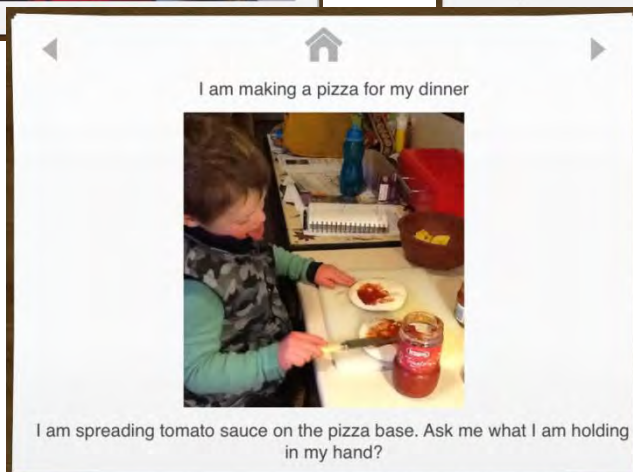 I am making a pizza for my dinner
I am spreading tomato sauce on the pizza base. Ask me what I am holding
in my hand?